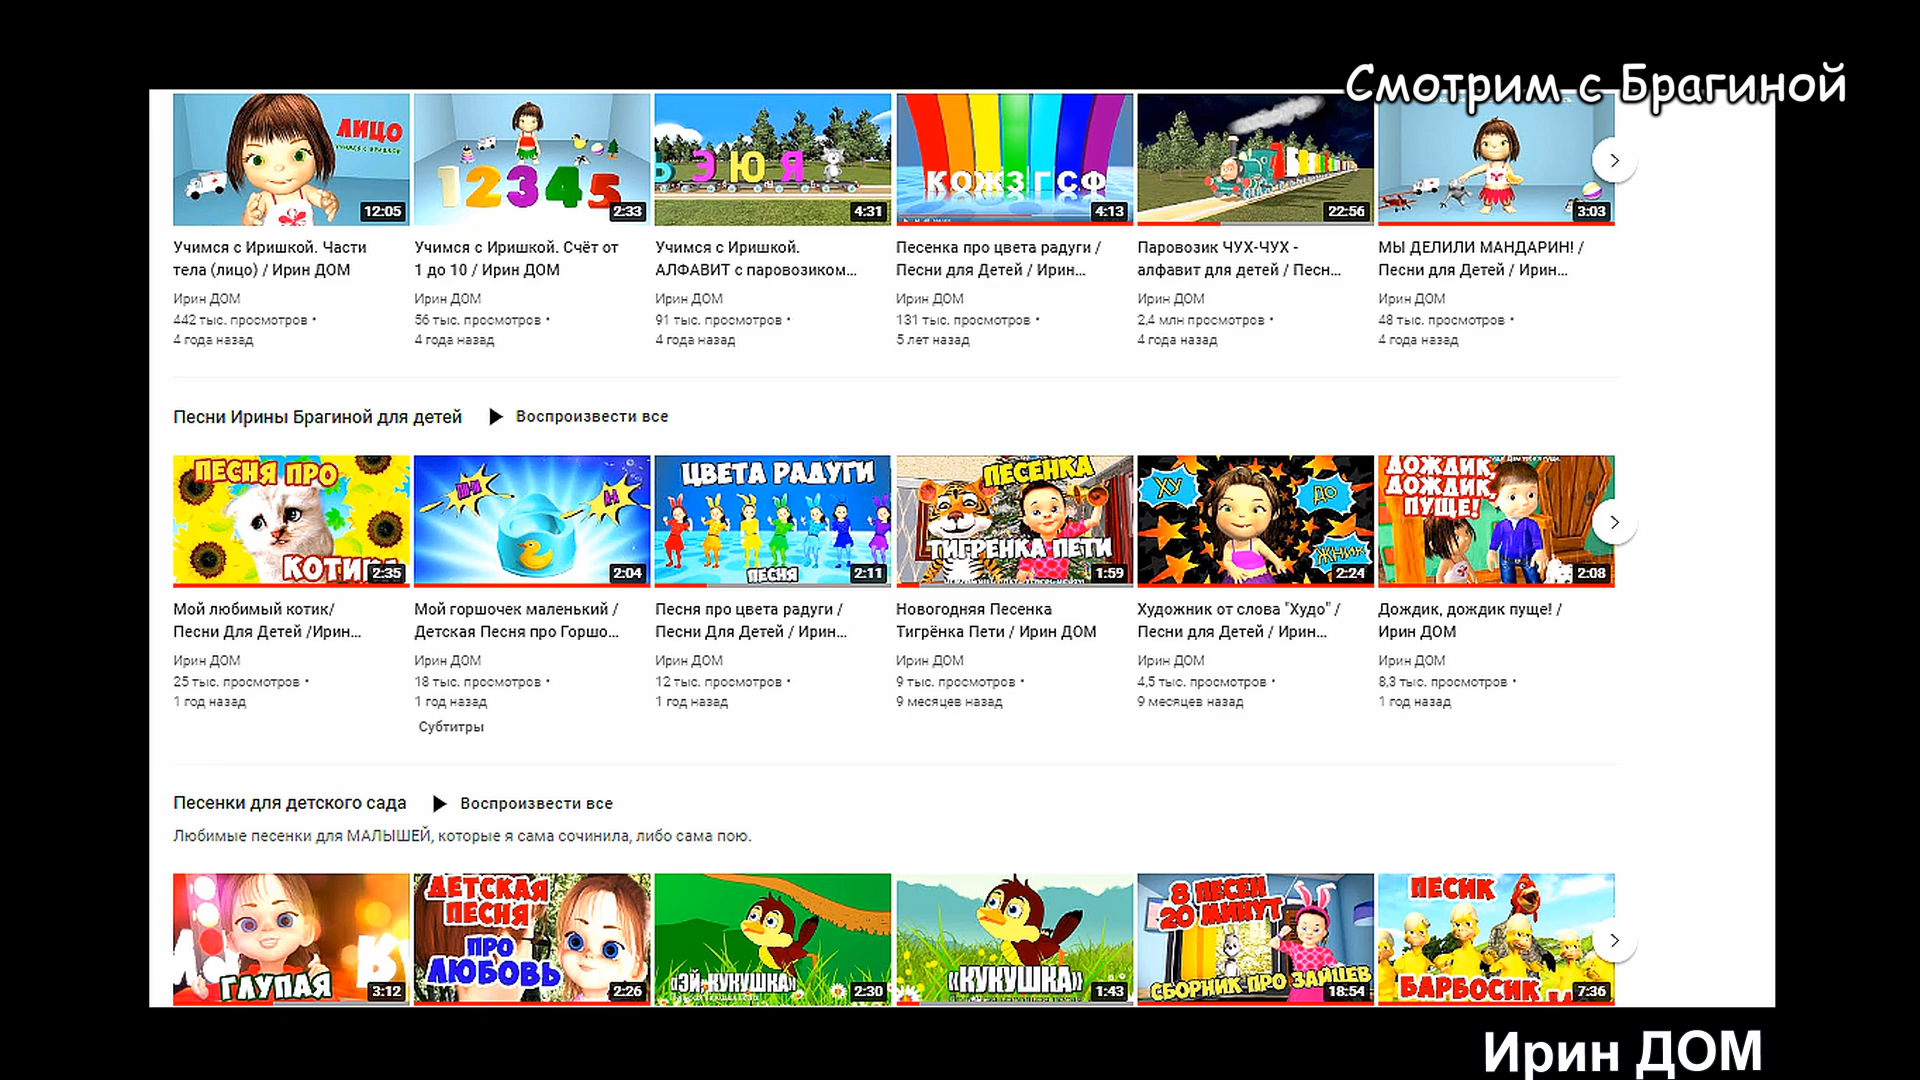 Смотрим с Брагиной
ЛИЦО
УЧИМСЯ С ИРИШКОЙ
12:05
12345
2:33
Ь Э Ю Я
4:31
КОЖЗГСФ
4:13
22:56
3:03
Учимся с Иришкой. Части
тела (лицо) / Ирин ДОМ
Ирин ДОМ
442 тыс. просмотров •
4 года назад
Учимся с Иришкой. Счёт от
1 до 10 / Ирин ДОМ
Ирин ДОМ
56 тыс. просмотров •
4 года назад
Учимся с Иришкой.
АЛФАВИТ с паровозиком...
Ирин ДОМ
91 тыс. просмотров •
4 года назад
Песенка про цвета радуги /
Песни для Детей / Ирин...
Ирин ДОМ
131 тыс. просмотров •
5 лет назад
Паровозик ЧУХ-ЧУХ -
алфавит для детей / Песн...
Ирин ДОМ
2,4 млн просмотров •
4 года назад
МЫ ДЕЛИЛИ МАНДАРИН! /
Песни для Детей / Ирин...
Ирин ДОМ
48 тыс. просмотров •
4 года назад
Песни Ирины Брагиной для детей
Воспроизвести все
ПЕСНЯ ПРО
КОТИКА
2:35
2:04
ЦВЕТА РАДУГИ
ПЕСНЯ
2:11
ПЕСЕНКА
ТИГРЕНКА ПЕТИ
1:59
ХУ
ДО
ЖНИК
2:24
ДОЖДИК,
ДОЖДИК,
ПУЩЕ!
2:08
Мой любимый котик/
Песни Для Детей /Ирин...
Ирин ДОМ
25 тыс. просмотров •
1 год назад
Мой горшочек маленький /
Детская Песня про Горшо...
Ирин ДОМ
18 тыс. просмотров •
1 год назад
Субтитры
Песня про цвета радуги /
Песни Для Детей / Ирин...
Ирин ДОМ
12 тыс. просмотров •
1 год назад
Новогодняя Песенка
Тигрёнка Пети / Ирин ДОМ
Ирин ДОМ
9 тыс. просмотров •
9 месяцев назад
Художник от слова "Худо" /
Песни для Детей / Ирин...
Ирин ДОМ
4,5 тыс. просмотров •
9 месяцев назад
Дождик, дождик пуще! /
Ирин ДОМ
Ирин ДОМ
8,3 тыс. просмотров •
1 год назад
Песенки для детского сада
Воспроизвести все
Любимые песенки для МАЛЫШЕЙ, которые я сама сочинила, либо сама пою.
ГЛУПАЯ
3:12
ДЕТСКАЯ
ПЕСНЯ
ПРО
ЛЮБОВЬ
2:26
«ЭЙ, КУКУШКА»
2:30
«КУКУШКА»
1:43
8 ПЕСЕН
20 МИНУТ
СБОРНИК ПРО ЗАЙЦЕВ
18:54
ПЕСИК
БАРБОСИК
7:36
Ирин ДОМ